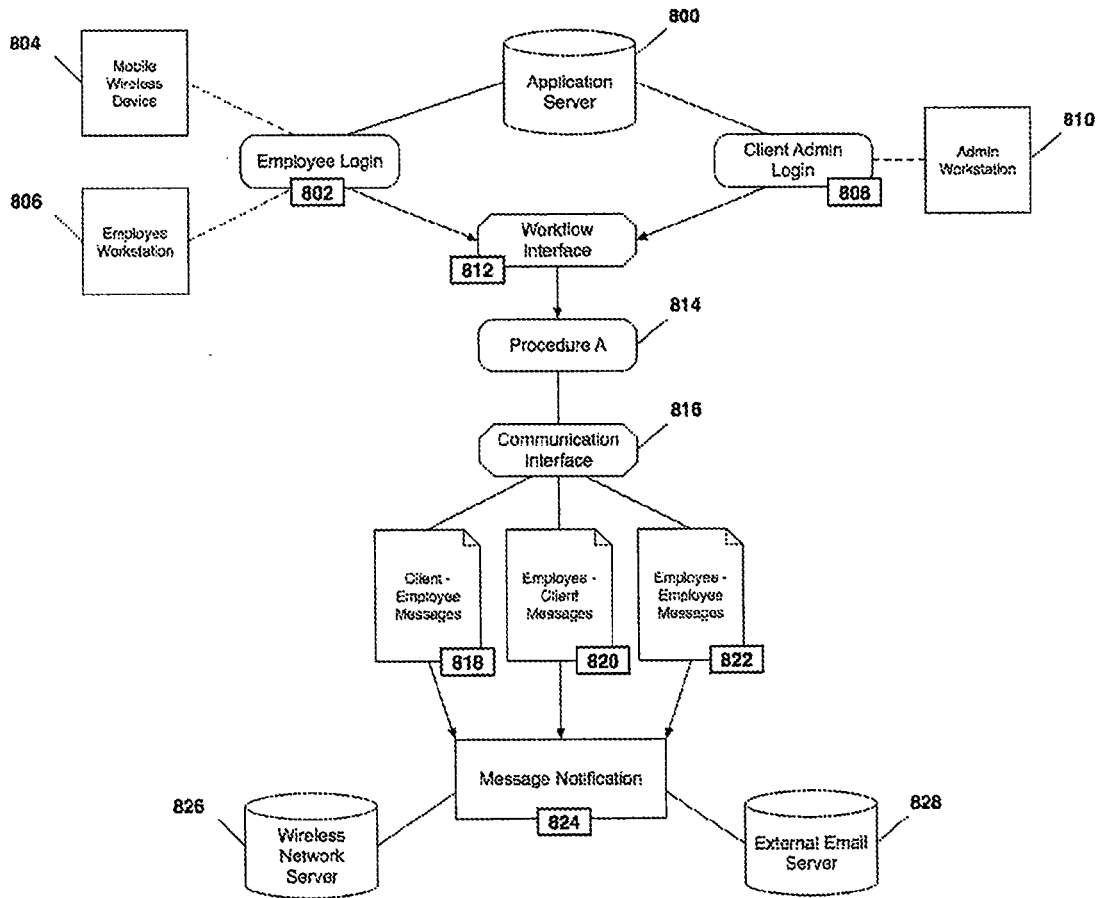 800
804
Mobile
Wireless
Device
Application
Server
810
Employee Login
802
Client Admin
Login
808
Admin
Workstation
806
Employee
Workstation
Workflow
Interface
812
814
Procedure A
816
Communication
Interface
Client -
Employee
Messages
818
Employee -
Client
Messages
820
Employee -
Employee
Messages
822
Message Notification
824
826
Wireless
Network
Server
828
External Email
Server